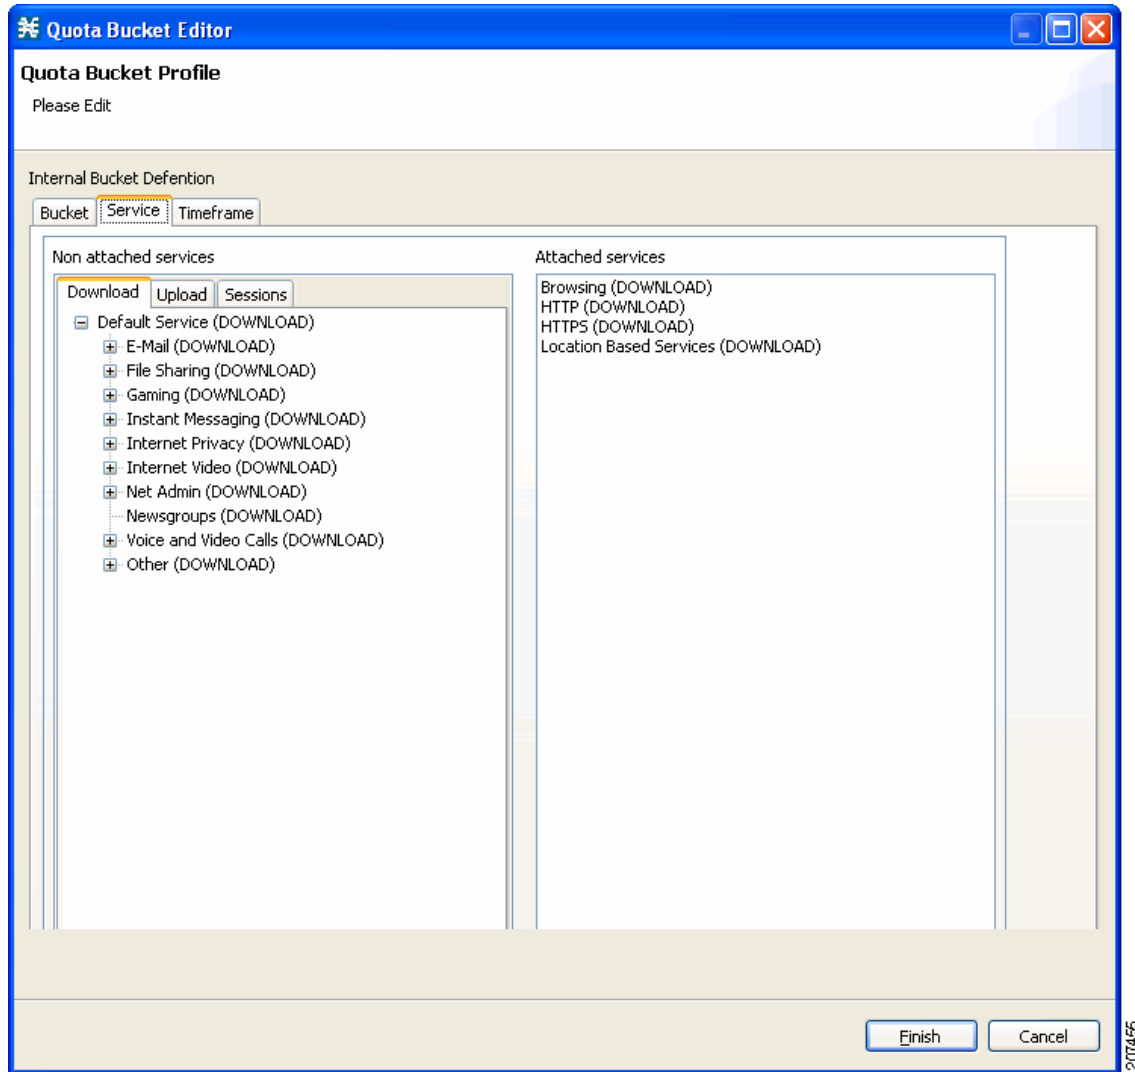 Quota Bucket Editor
Quota Bucket Profile
Please Edit
Internal Bucket Defention
Bucket Service Timeframe
Non attached services
Download Upload Sessions
Default Service (DOWNLOAD)
E-Mail (DOWNLOAD)
File Sharing (DOWNLOAD)
Gaming (DOWNLOAD)
Instant Messaging (DOWNLOAD)
Internet Privacy (DOWNLOAD)
Internet Video (DOWNLOAD)
Net Admin (DOWNLOAD)
Newsgroups (DOWNLOAD)
Voice and Video Calls (DOWNLOAD)
Other (DOWNLOAD)
Attached services
Browsing (DOWNLOAD)
HTTP (DOWNLOAD)
HTTPS (DOWNLOAD)
Location Based Services (DOWNLOAD)
Finish Cancel
207455